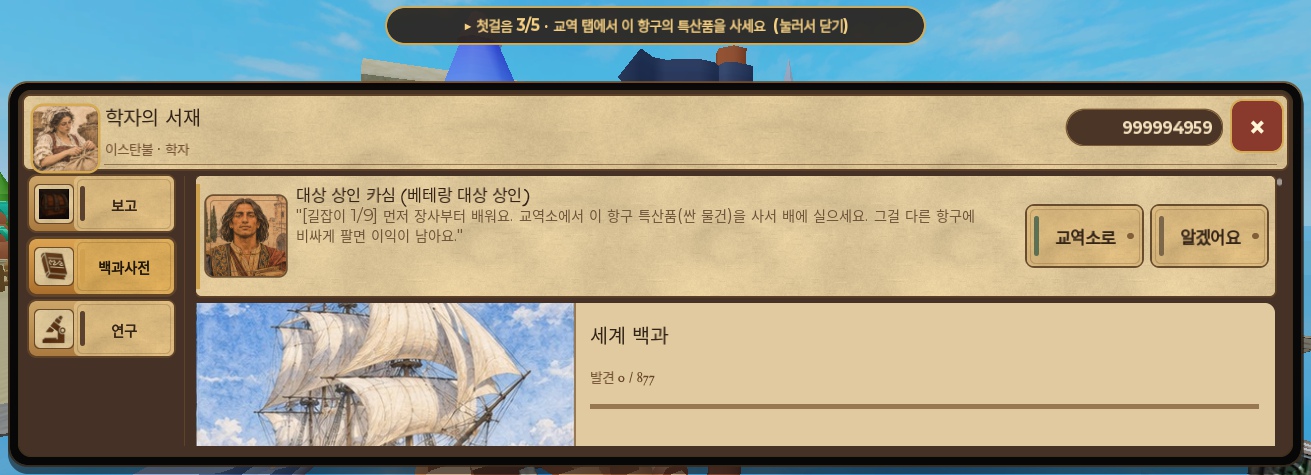 ▸ 첫걸음 3/5 · 교역 탭에서 이 항구의 특산품을 사세요 (눌러서 닫기)
학자의 서재
이스탄불 · 학자
999994959
×
보고
백과사전
연구
대상 상인 카심 (베테랑 대상 상인)
"[길잡이 1/9] 먼저 장사부터 배워요. 교역소에서 이 항구 특산품(싼 물건)을 사서 배에 실으세요. 그걸 다른 항구에
비싸게 팔면 이익이 남아요."
교역소로
알겠어요
세계 백과
발견 0 / 877